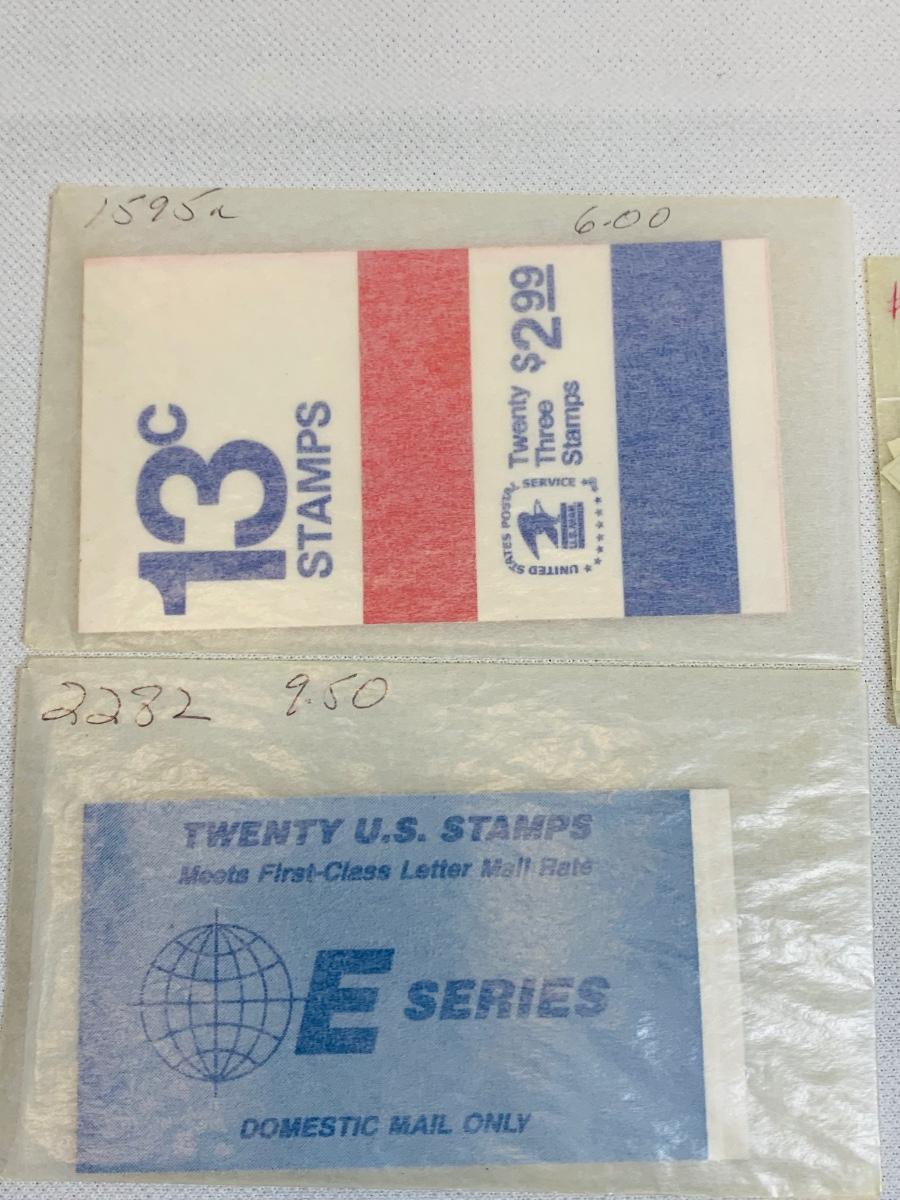 1595a 6.00
13c
STAMPS
Twenty
Three
Stamps
$2.99
UNITED STATES POSTAL SERVICE
U.S.MAIL
2282 9.50
TWENTY U.S. STAMPS
Meets First-Class Letter Mail Rate
E SERIES
DOMESTIC MAIL ONLY